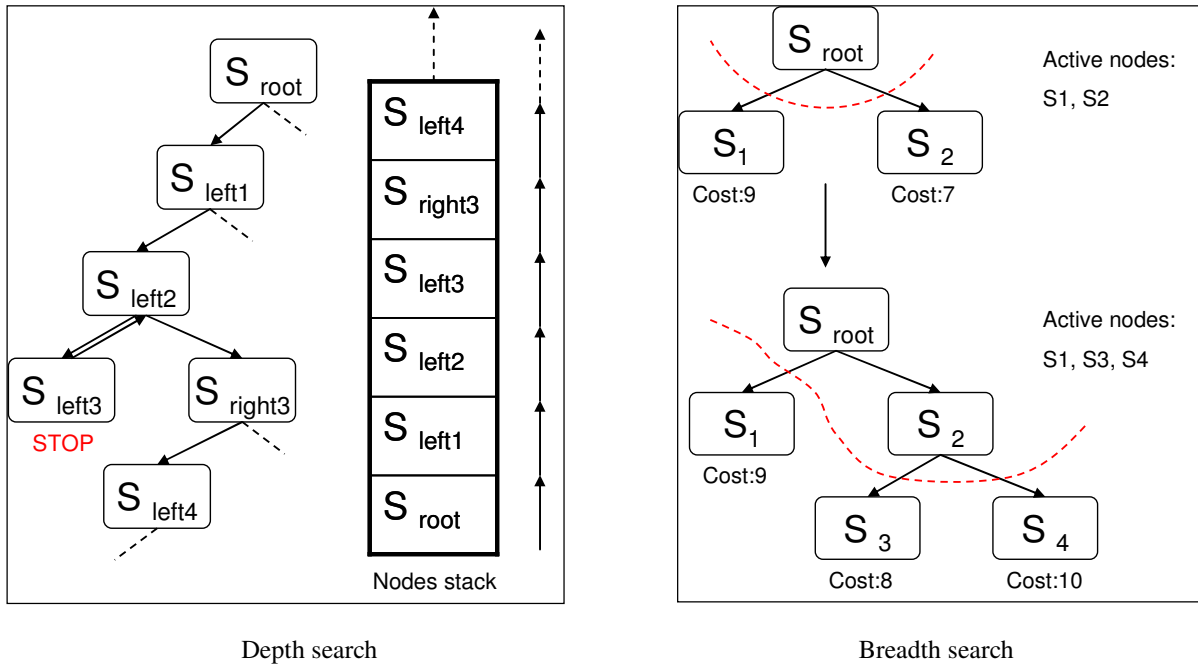 S root
S left1
S left2
S left3
S right3
STOP
S left4
S left4
S right3
S left3
S left2
S left1
S root
Nodes stack
Depth search
S root
Active nodes:
S1, S2
S1
S 2
Cost:9
Cost:7
S root
Active nodes:
S1, S3, S4
S1
S 2
Cost:9
S 3
S 4
Cost:8
Cost:10
Breadth search